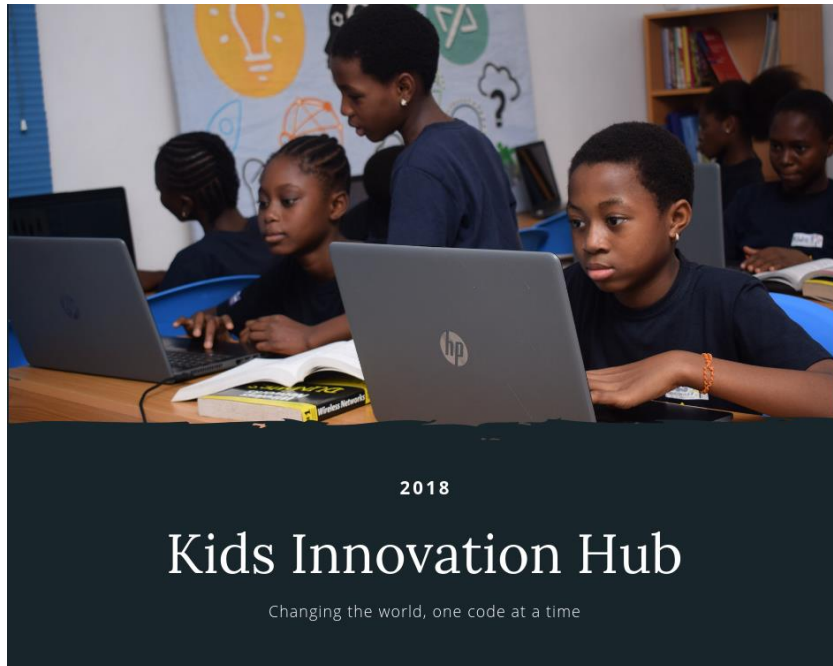 hp
Wireless Networks
2018
Kids Innovation Hub
Changing the world, one code at a time